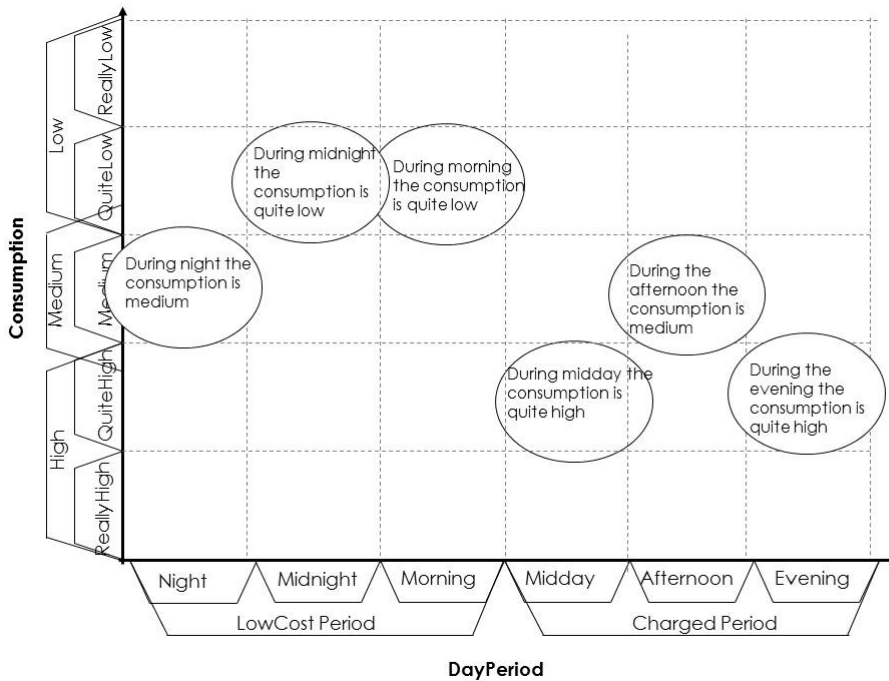 Consumption
Low
Medium
High
ReallyLow
QuiteLow
Medium
QuiteHigh
ReallyHigh
During midnight
the
consumption is
quite low
During morning
the consumption
is quite low
During night the
consumption is
medium
During the
afternoon the
consumption is
medium
During midday the
consumption is
quite high
During the
evening the
consumption is
quite high
Night
Midnight
Morning
Midday
Afternoon
Evening
LowCost Period
Charged Period
DayPeriod